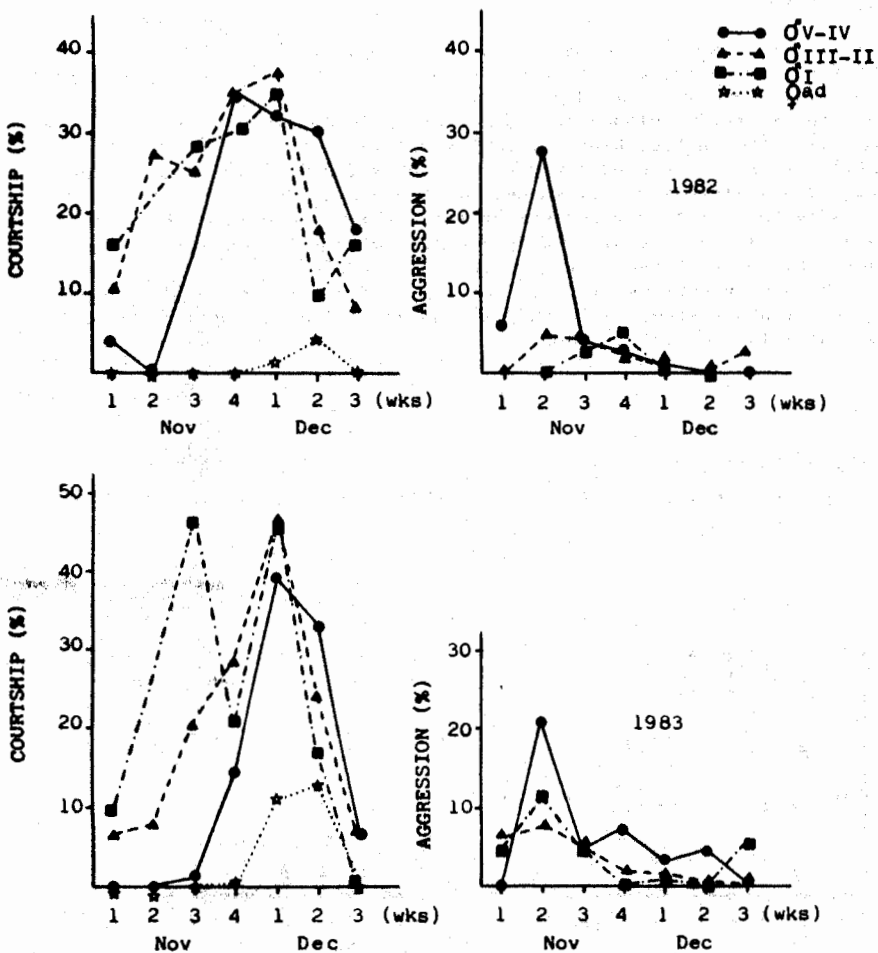 COURTSHIP (%)
40
30
20
10
1 2 3 4 1 2 3 (wks)
Nov Dec
AGGRESSION (%)
40
30
20
10
1 2 3 4 1 2 3 (wks)
Nov Dec
1982
♂V-IV
♂III-II
♂I
♀ad
COURTSHIP (%)
50
40
30
20
10
1 2 3 4 1 2 3 (wks)
Nov Dec
AGGRESSION (%)
30
20
10
1 2 3 4 1 2 3 (wks)
Nov Dec
1983